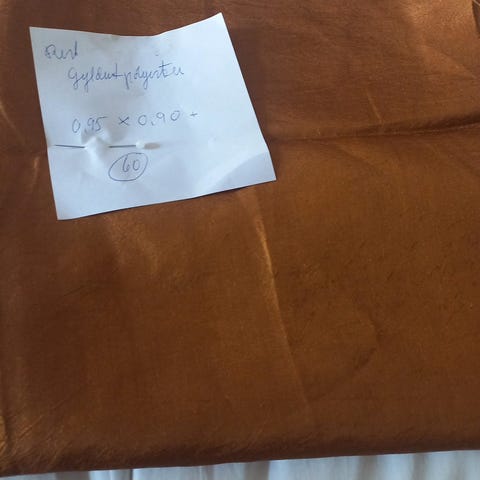 Rest
Gyldent polyester
0,95 x 0,90 +
60